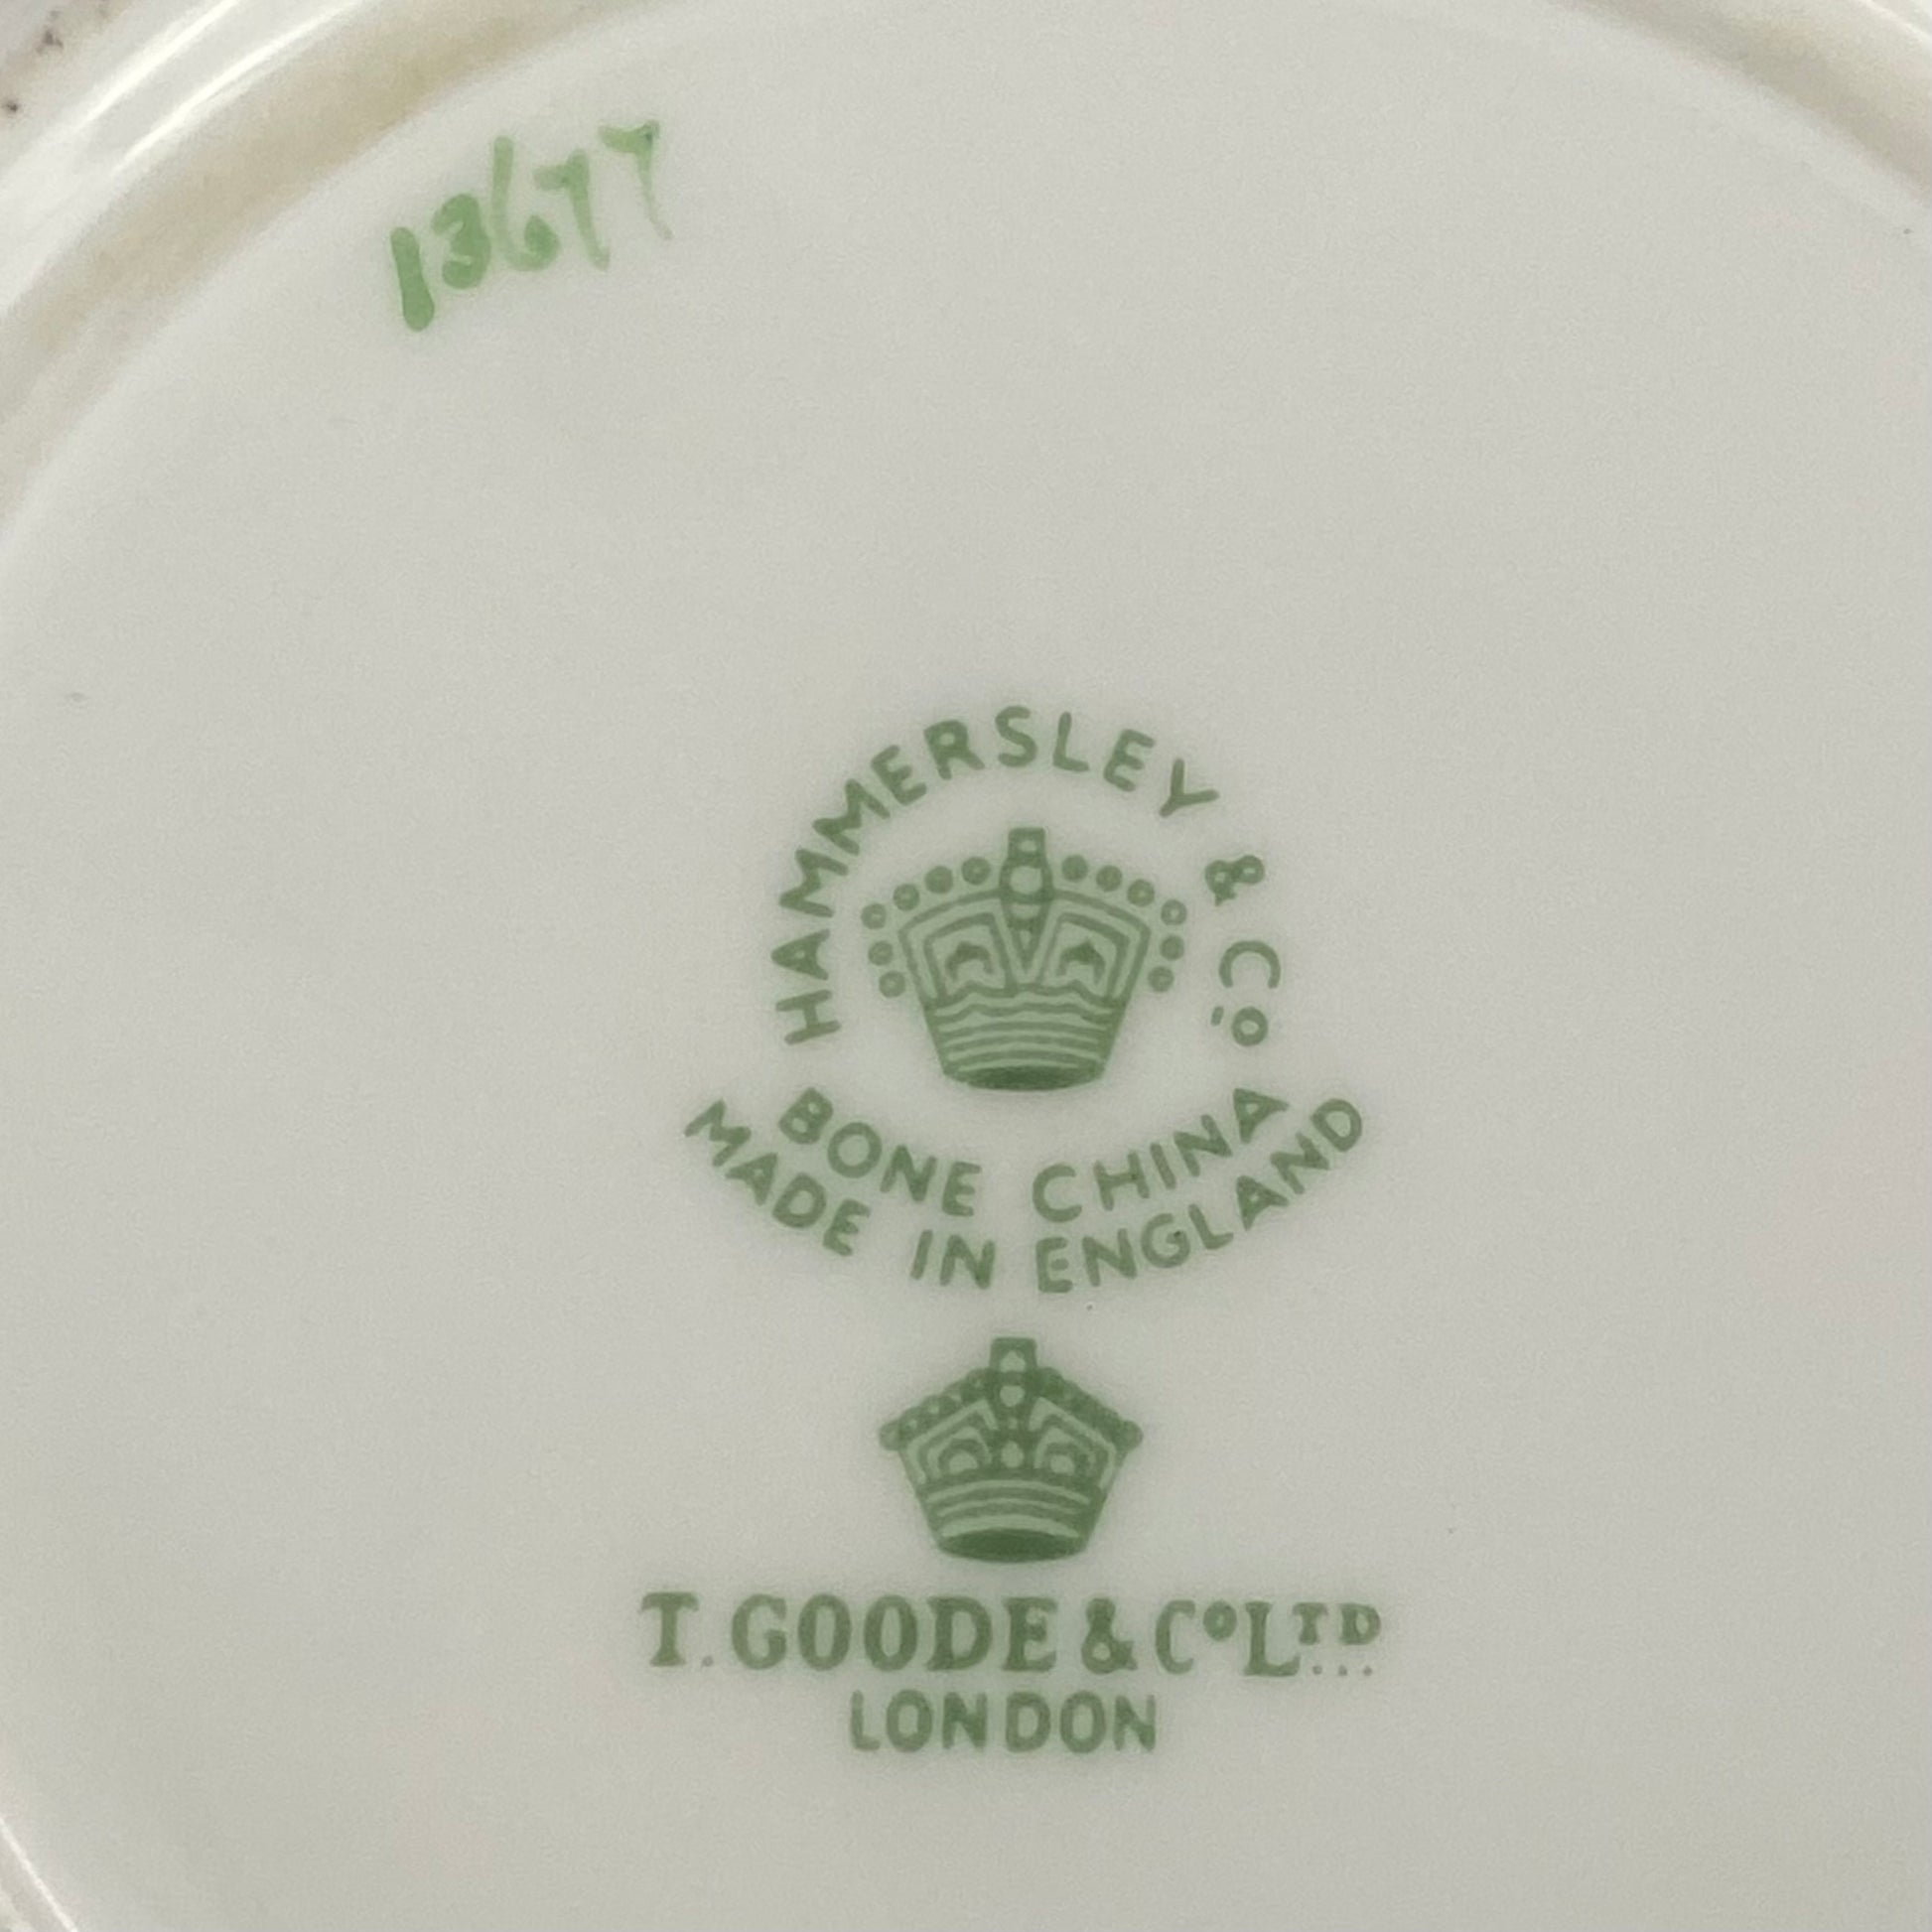 13677
HAMMERSLEY & Co.
BONE CHINA
MADE IN ENGLAND
T. GOODE & Co LTD
LONDON